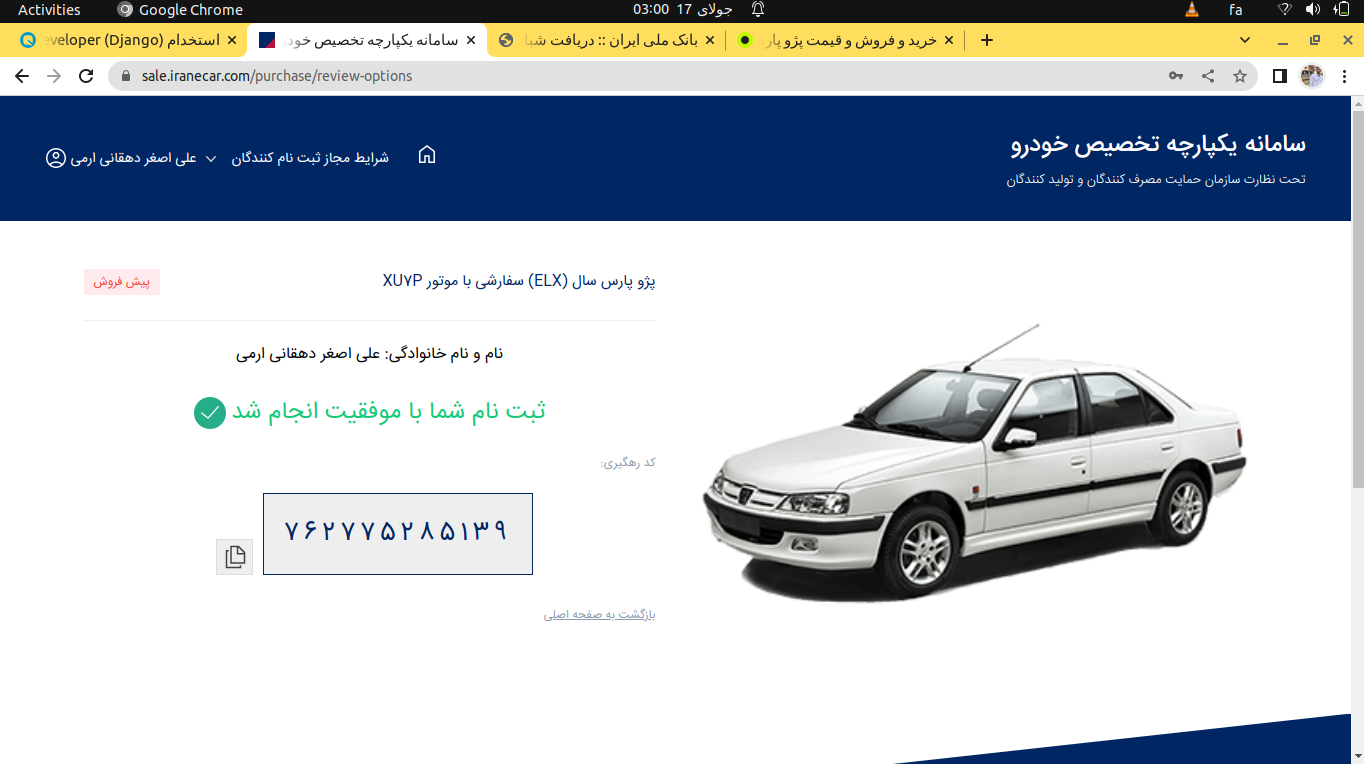 Activities
Google Chrome
03:00 17 جولای
fa
استخدام eveloper (Django)
سامانه یکپارچه تخصیص خودر
بانک ملی ایران :: دریافت شبا
خرید و فروش و قیمت پژو پار
sale.iranecar.com/purchase/review-options
سامانه یکپارچه تخصیص خودرو
تحت نظارت سازمان حمایت مصرف کنندگان و تولید کنندگان
شرایط مجاز ثبت نام کنندگان
علی اصغر دهقانی ارمی
پژو پارس سال (ELX) سفارشی با موتور XU۷P
پیش فروش
نام و نام خانوادگی: علی اصغر دهقانی ارمی
ثبت نام شما با موفقیت انجام شد
کد رهگیری:
۷۶۲۷۷۵۲۸۵۱۳۹
بازگشت به صفحه اصلی